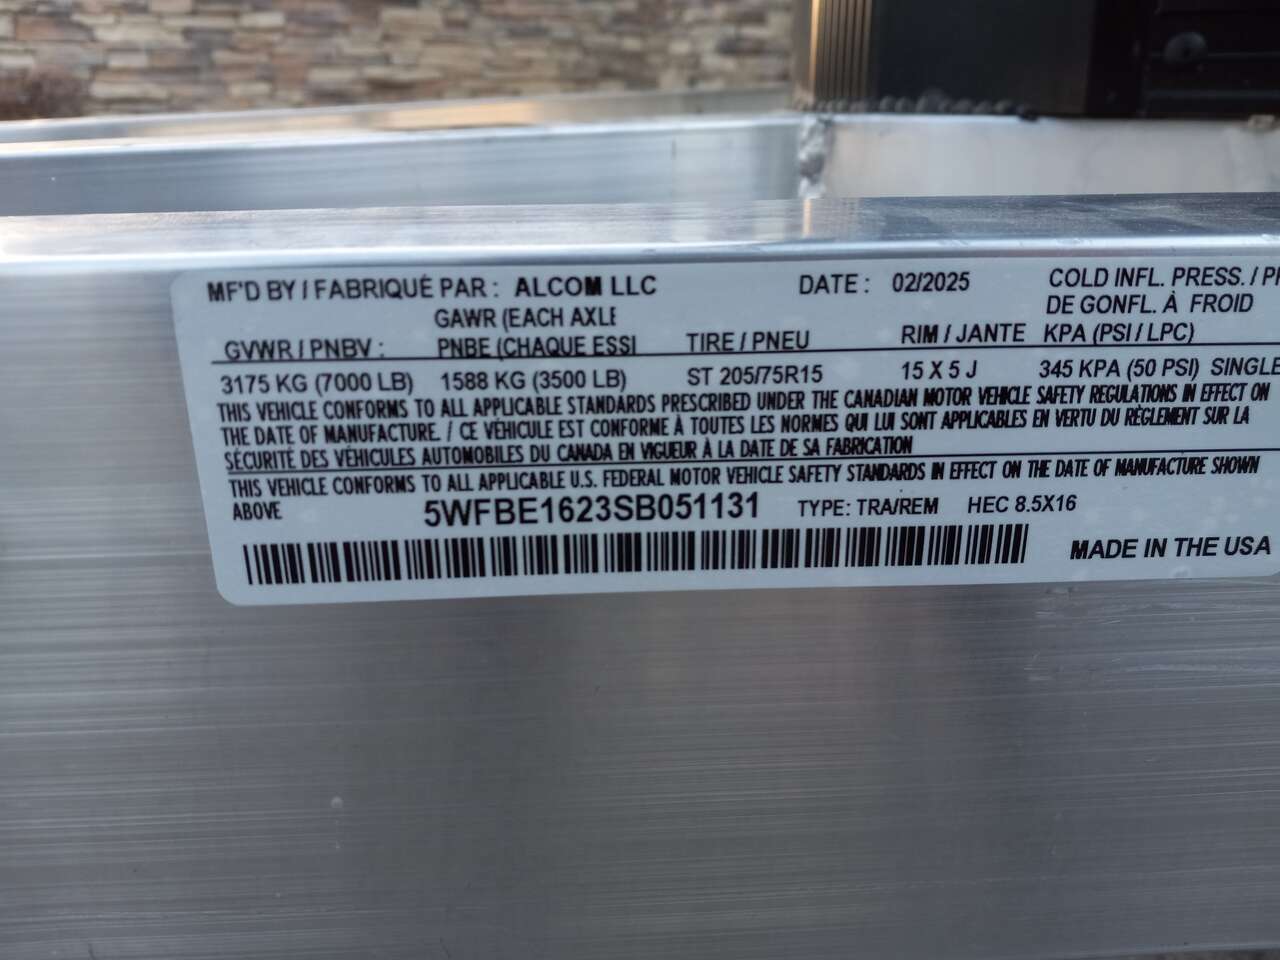 MF'D BY / FABRIQUÉ PAR : ALCOM LLC DATE : 02/2025 COLD INFL. PRESS. /
DE GONFL. À FROID
GAWR (EACH AXLE
GVWR / PNBV : PNBE (CHAQUE ESSI TIRE / PNEU RIM / JANTE KPA (PSI / LPC)
3175 KG (7000 LB) 1588 KG (3500 LB) ST 205/75R15 15 X 5 J 345 KPA (50 PSI) SINGLE
THIS VEHICLE CONFORMS TO ALL APPLICABLE STANDARDS PRESCRIBED UNDER THE CANADIAN MOTOR VEHICLE SAFETY REGULATIONS IN EFFECT ON
THE DATE OF MANUFACTURE. / CE VÉHICULE EST CONFORME À TOUTES LES NORMES QUI LUI SONT APPLICABLES EN VERTU DU RÈGLEMENT SUR LA
SÉCURITÉ DES VÉHICULES AUTOMOBILES DU CANADA EN VIGUEUR À LA DATE DE SA FABRICATION
THIS VEHICLE CONFORMS TO ALL APPLICABLE U.S. FEDERAL MOTOR VEHICLE SAFETY STANDARDS IN EFFECT ON THE DATE OF MANUFACTURE SHOWN
ABOVE 5WFBE1623SB051131 TYPE: TRA/REM HEC 8.5X16
MADE IN THE USA